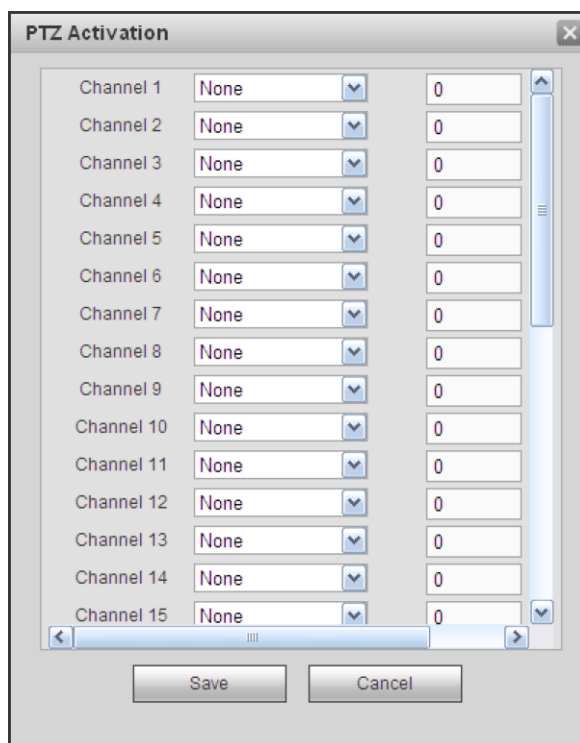 PTZ Activation
Channel 1 None 0
Channel 2 None 0
Channel 3 None 0
Channel 4 None 0
Channel 5 None 0
Channel 6 None 0
Channel 7 None 0
Channel 8 None 0
Channel 9 None 0
Channel 10 None 0
Channel 11 None 0
Channel 12 None 0
Channel 13 None 0
Channel 14 None 0
Channel 15 None 0
Save Cancel